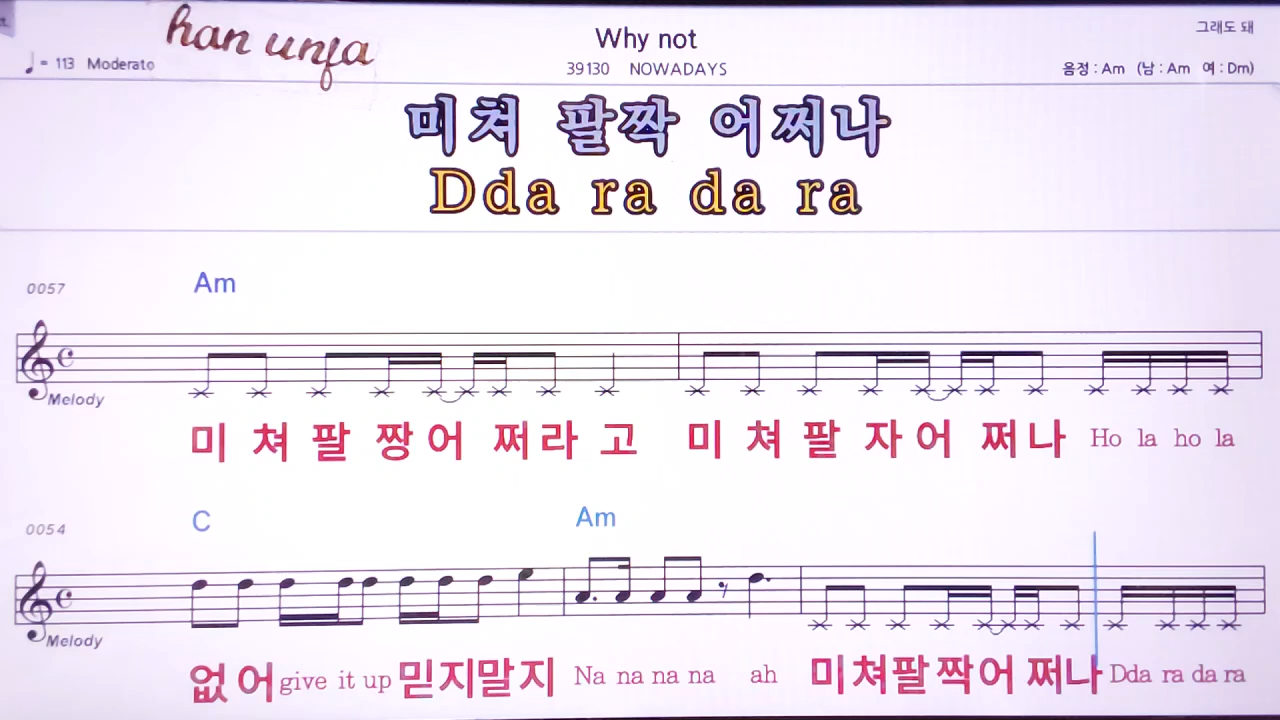 han unja
Why not
그래도 돼
♩ = 113 Moderato
39130 NOWADAYS
음정 : Am (남 : Am 여 : Dm)
미쳐 팔짝 어쩌나
Dda ra da ra
0057
Am
Melody
미 쳐 팔 짱 어 쩌 라 고 미 쳐 팔 자 어 쩌 나 Ho la ho la
0054
C Am
Melody
없 어 give it up 믿지말지 Na na na na ah 미쳐팔짝어 쩌나 Dda ra da ra